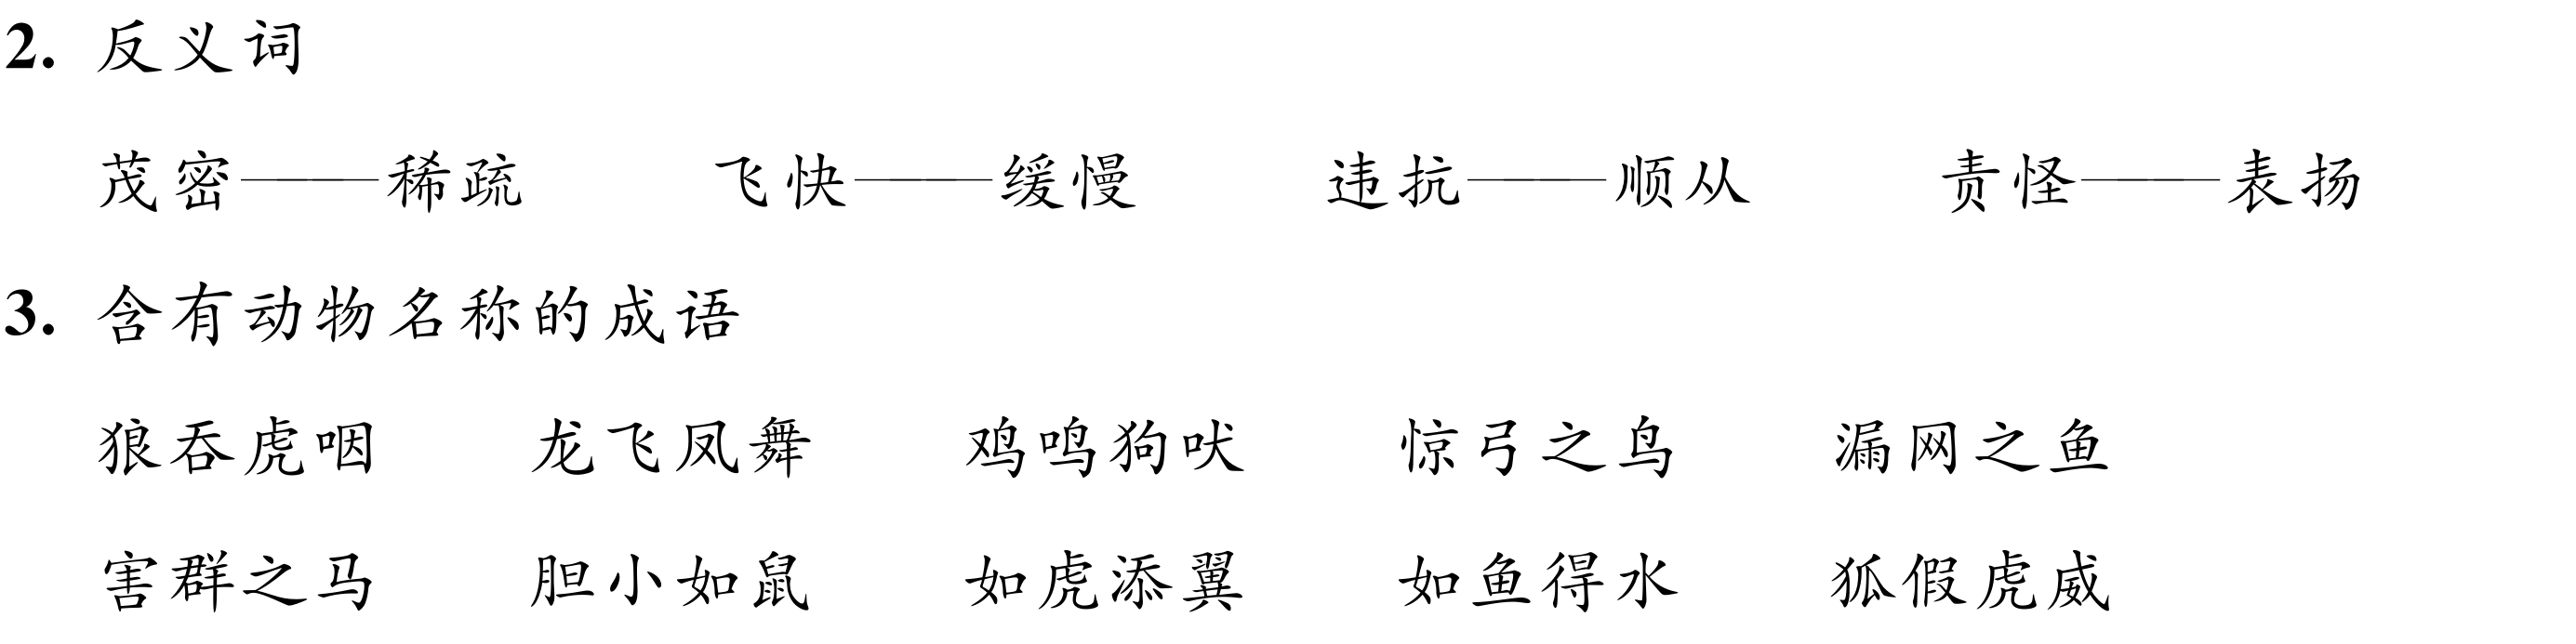 2. 反义词
茂密——稀疏 飞快——缓慢 违抗——顺从 责怪——表扬
3. 含有动物名称的成语
狼吞虎咽 龙飞凤舞 鸡鸣狗吠 惊弓之鸟 漏网之鱼
害群之马 胆小如鼠 如虎添翼 如鱼得水 狐假虎威